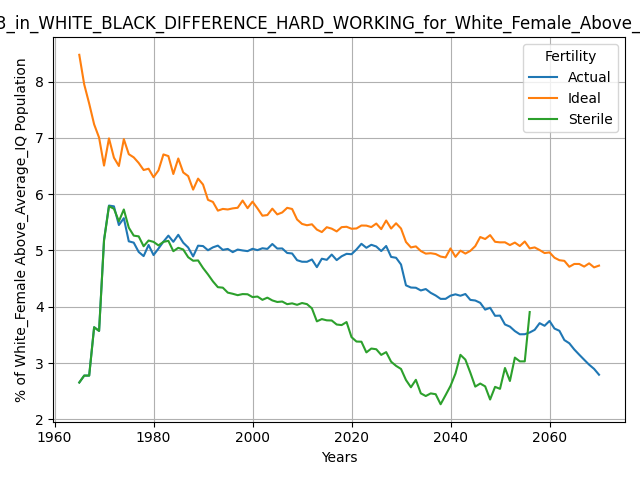 3_in_WHITE_BLACK_DIFFERENCE_HARD_WORKING_for_White_Female_Above_
Fertility
Actual
Ideal
Sterile
% of White_Female Above_Average_IQ Population
8
7
6
5
4
3
2
1960
1980
2000
2020
2040
2060
Years